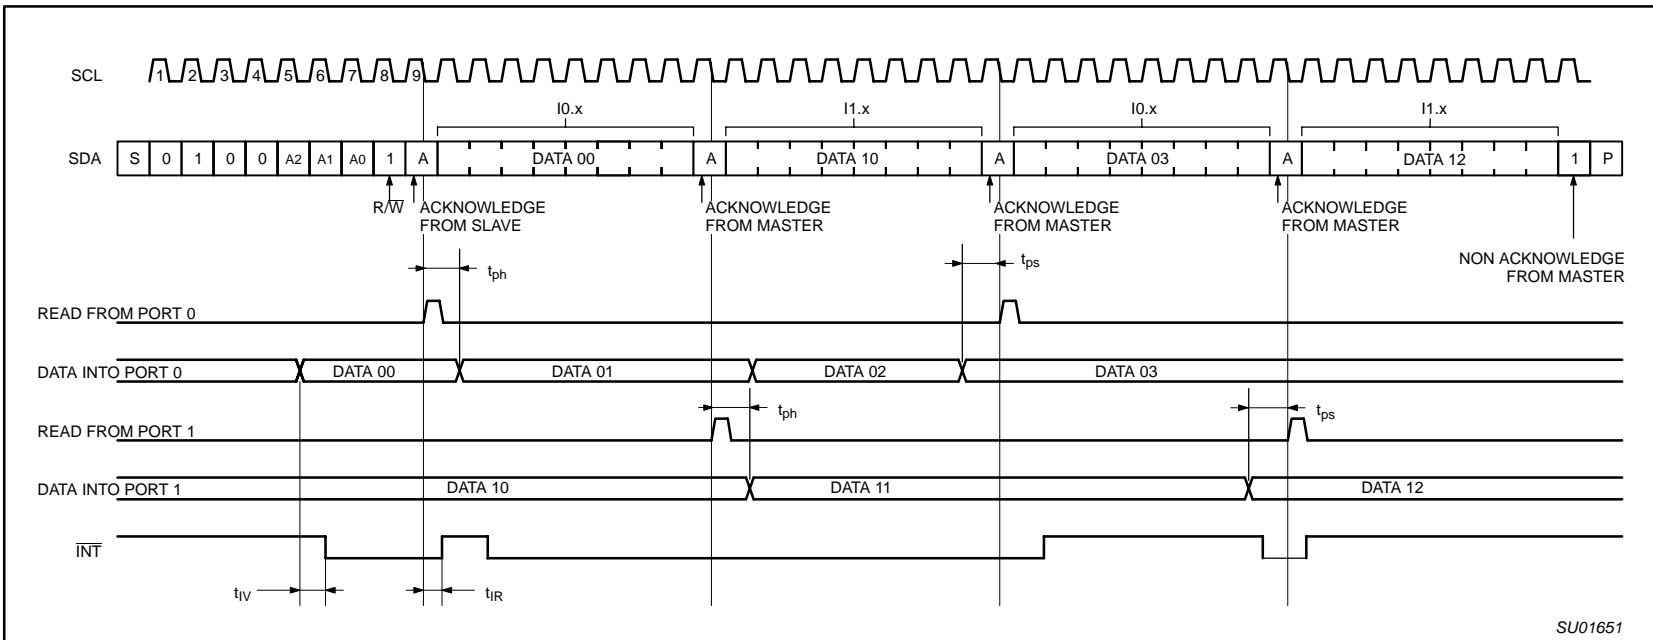 SCL 1 2 3 4 5 6 7 8 9
I0.x I1.x I0.x I1.x
SDA S 0 1 0 0 A2 A1 A0 1 A DATA 00 A DATA 10 A DATA 03 A DATA 12 1 P
R/W ACKNOWLEDGE ACKNOWLEDGE ACKNOWLEDGE ACKNOWLEDGE
FROM SLAVE FROM MASTER FROM MASTER FROM MASTER
NON ACKNOWLEDGE
FROM MASTER
tph tps
READ FROM PORT 0
DATA INTO PORT 0 DATA 00 DATA 01 DATA 02 DATA 03
tph tps
READ FROM PORT 1
DATA INTO PORT 1 DATA 10 DATA 11 DATA 12
INT
tIV tIR
SU01651